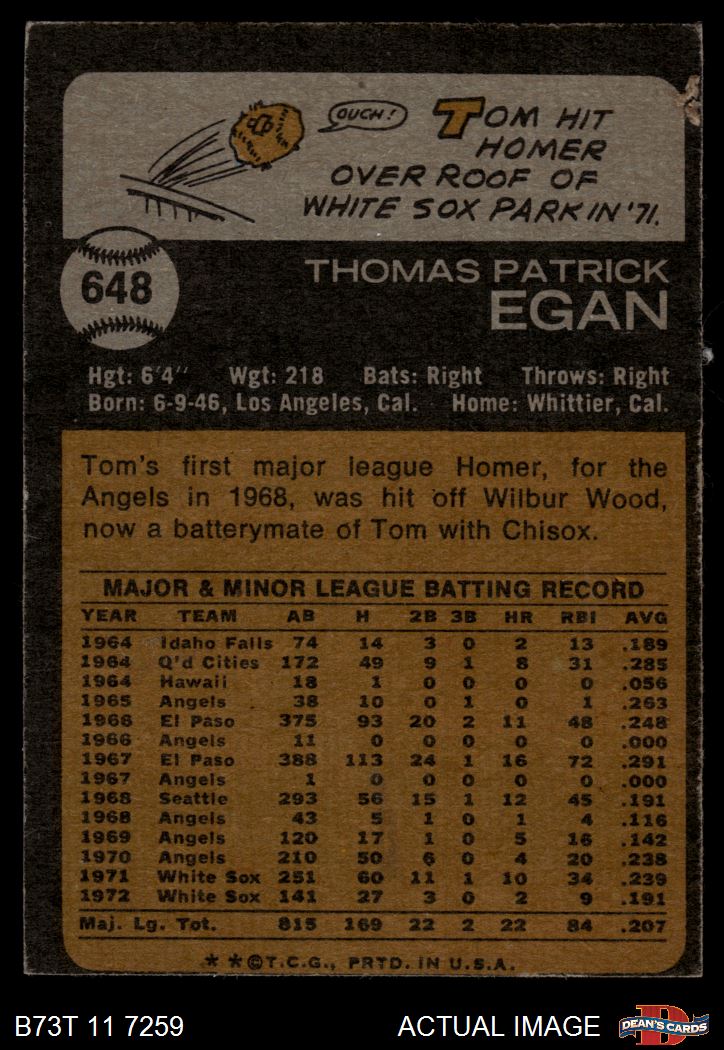 OUCH!
TOM HIT
HOMER
OVER ROOF OF
WHITE SOX PARK IN '71.
648
THOMAS PATRICK
EGAN
Hgt: 6'4" Wgt: 218 Bats: Right Throws: Right
Born: 6-9-46, Los Angeles, Cal. Home: Whittier, Cal.
Tom's first major league Homer, for the
Angels in 1968, was hit off Wilbur Wood,
now a batterymate of Tom with Chisox.
MAJOR & MINOR LEAGUE BATTING RECORD
YEAR TEAM AB H 2B 3B HR RBI AVG
1964 Idaho Falls 74 14 3 0 2 13 .189
1964 Q'd Cities 172 49 9 1 8 31 .285
1964 Hawaii 18 1 0 0 0 0 .056
1965 Angels 38 10 0 1 0 1 .263
1966 El Paso 375 93 20 2 11 48 .248
1966 Angels 11 0 0 0 0 0 .000
1967 El Paso 388 113 24 1 16 72 .291
1967 Angels 1 0 0 0 0 0 .000
1968 Seattle 293 56 15 1 12 45 .191
1968 Angels 43 5 1 0 1 4 .116
1969 Angels 120 17 1 0 5 16 .142
1970 Angels 210 50 6 0 4 20 .238
1971 White Sox 251 60 11 1 10 34 .239
1972 White Sox 141 27 3 0 2 9 .191
Maj. Lg. Tot. 815 169 22 2 22 84 .207
* * © T.C.G., PRTD. IN U.S.A.
B73T 11 7259 ACTUAL IMAGE
D
DEAN'S CARDS